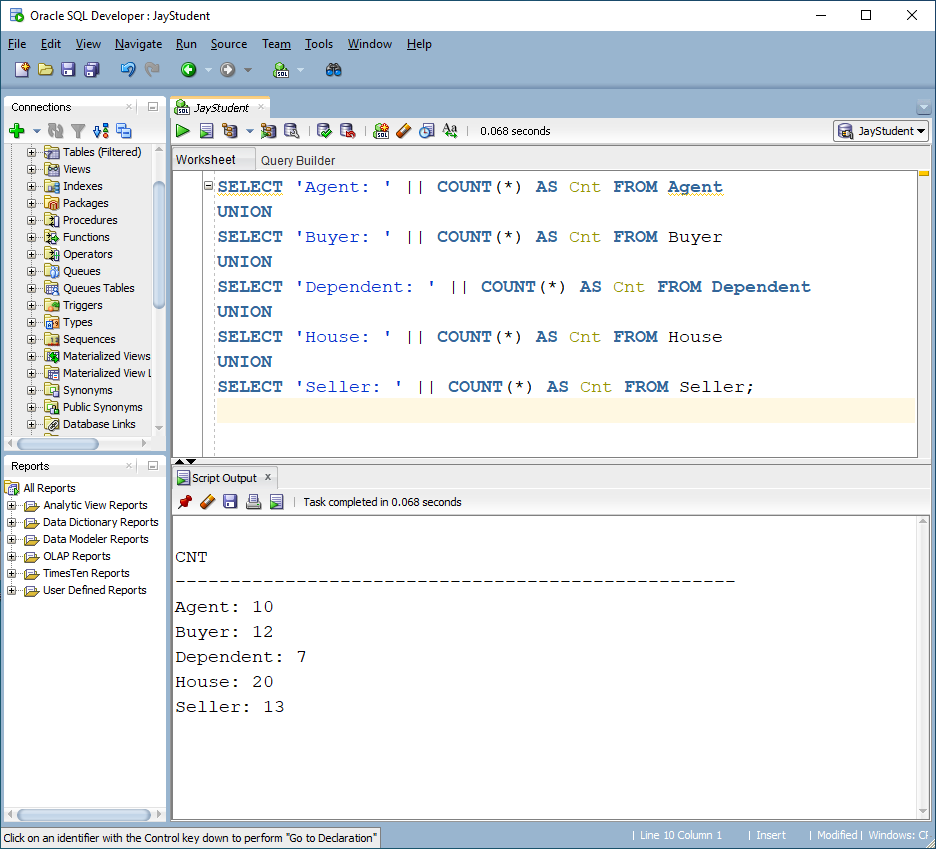 Oracle SQL Developer : JayStudent
File Edit View Navigate Run Source Team Tools Window Help
Connections
Tables (Filtered)
Views
Indexes
Packages
Procedures
Functions
Operators
Queues
Queues Tables
Triggers
Types
Sequences
Materialized Views
Materialized View L
Synonyms
Public Synonyms
Database Links
Reports
All Reports
Analytic View Reports
Data Dictionary Reports
Data Modeler Reports
OLAP Reports
TimesTen Reports
User Defined Reports
JayStudent
0.068 seconds
JayStudent
Worksheet Query Builder
SELECT 'Agent: ' || COUNT(*) AS Cnt FROM Agent
UNION
SELECT 'Buyer: ' || COUNT(*) AS Cnt FROM Buyer
UNION
SELECT 'Dependent: ' || COUNT(*) AS Cnt FROM Dependent
UNION
SELECT 'House: ' || COUNT(*) AS Cnt FROM House
UNION
SELECT 'Seller: ' || COUNT(*) AS Cnt FROM Seller;
Script Output x
Task completed in 0.068 seconds
CNT
---------------------------------------------------
Agent: 10
Buyer: 12
Dependent: 7
House: 20
Seller: 13
Click on an identifier with the Control key down to perform "Go to Declaration"
| Line 10 Column 1 | Insert | Modified | Windows: CF